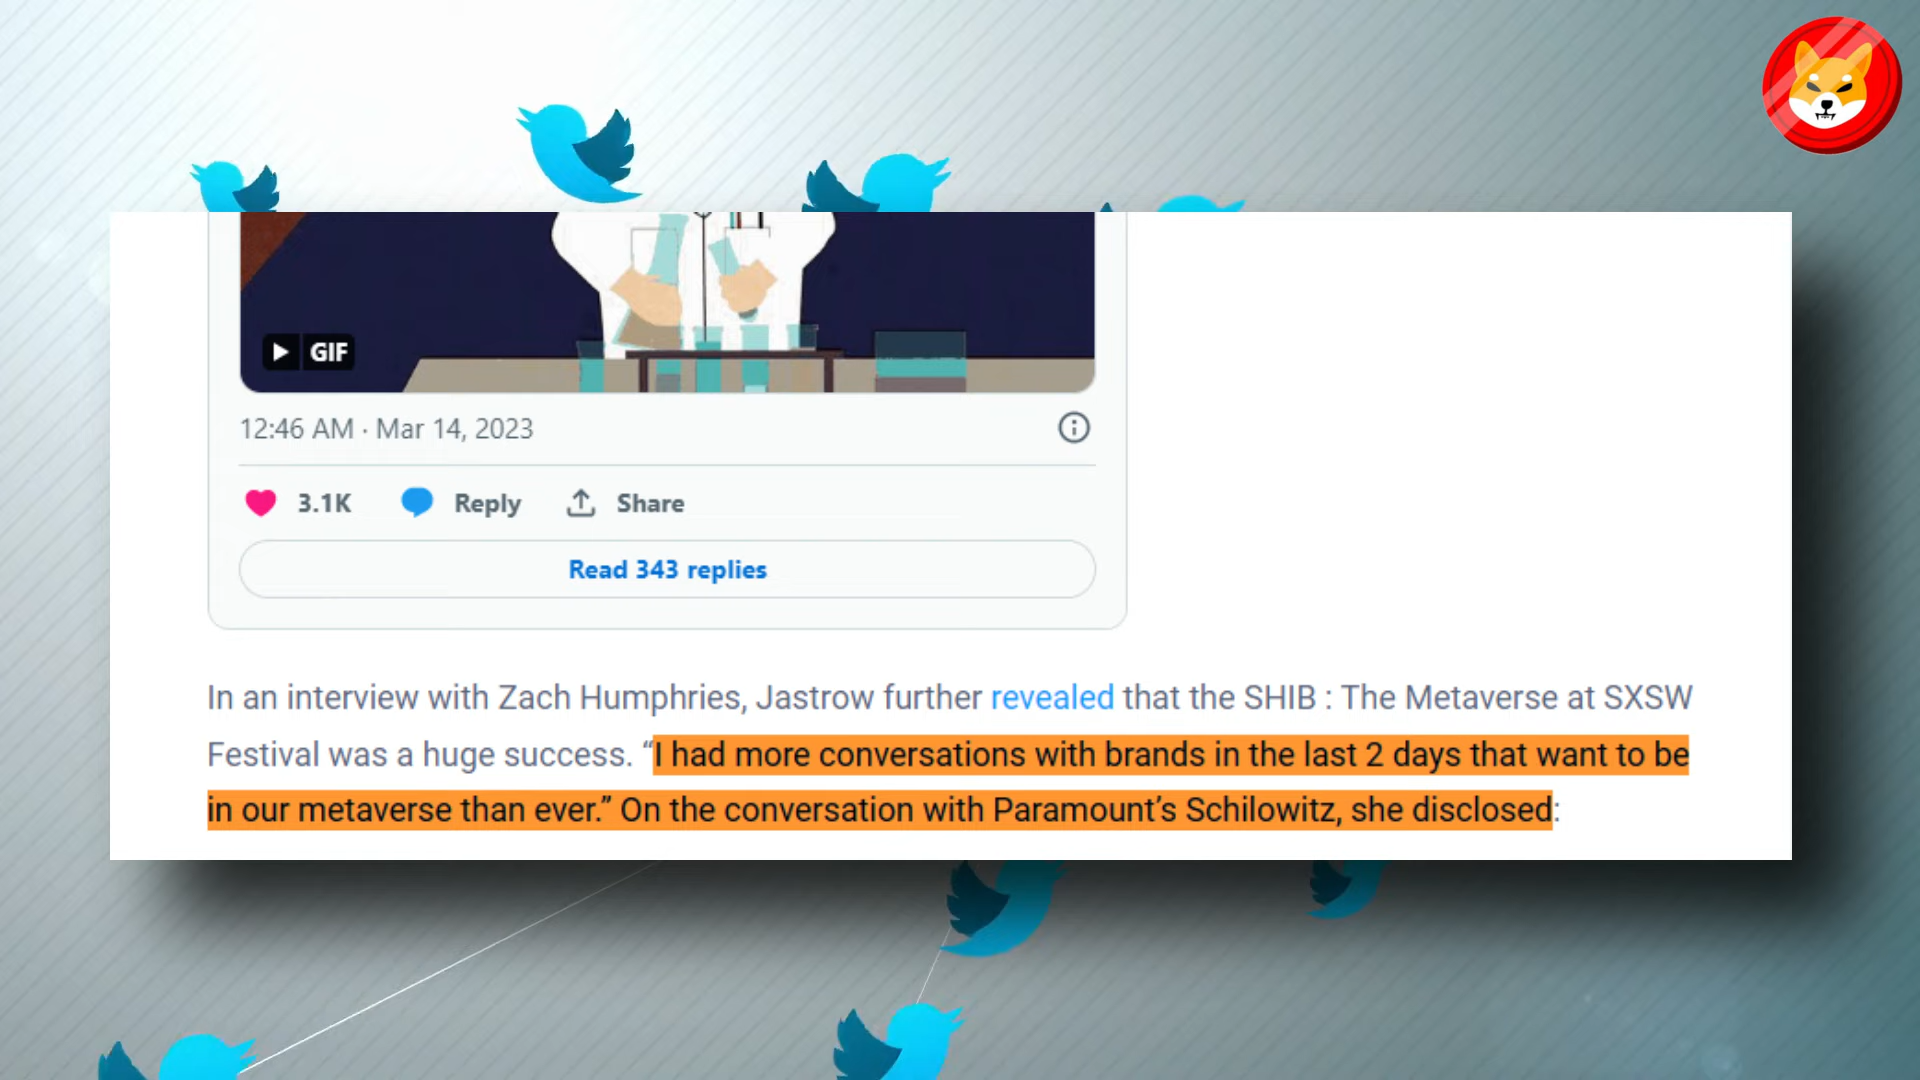 GIF
12:46 AM · Mar 14, 2023
3.1K Reply Share
Read 343 replies
In an interview with Zach Humphries, Jastrow further revealed that the SHIB : The Metaverse at SXSW
Festival was a huge success. “I had more conversations with brands in the last 2 days that want to be
in our metaverse than ever.” On the conversation with Paramount’s Schilowitz, she disclosed: